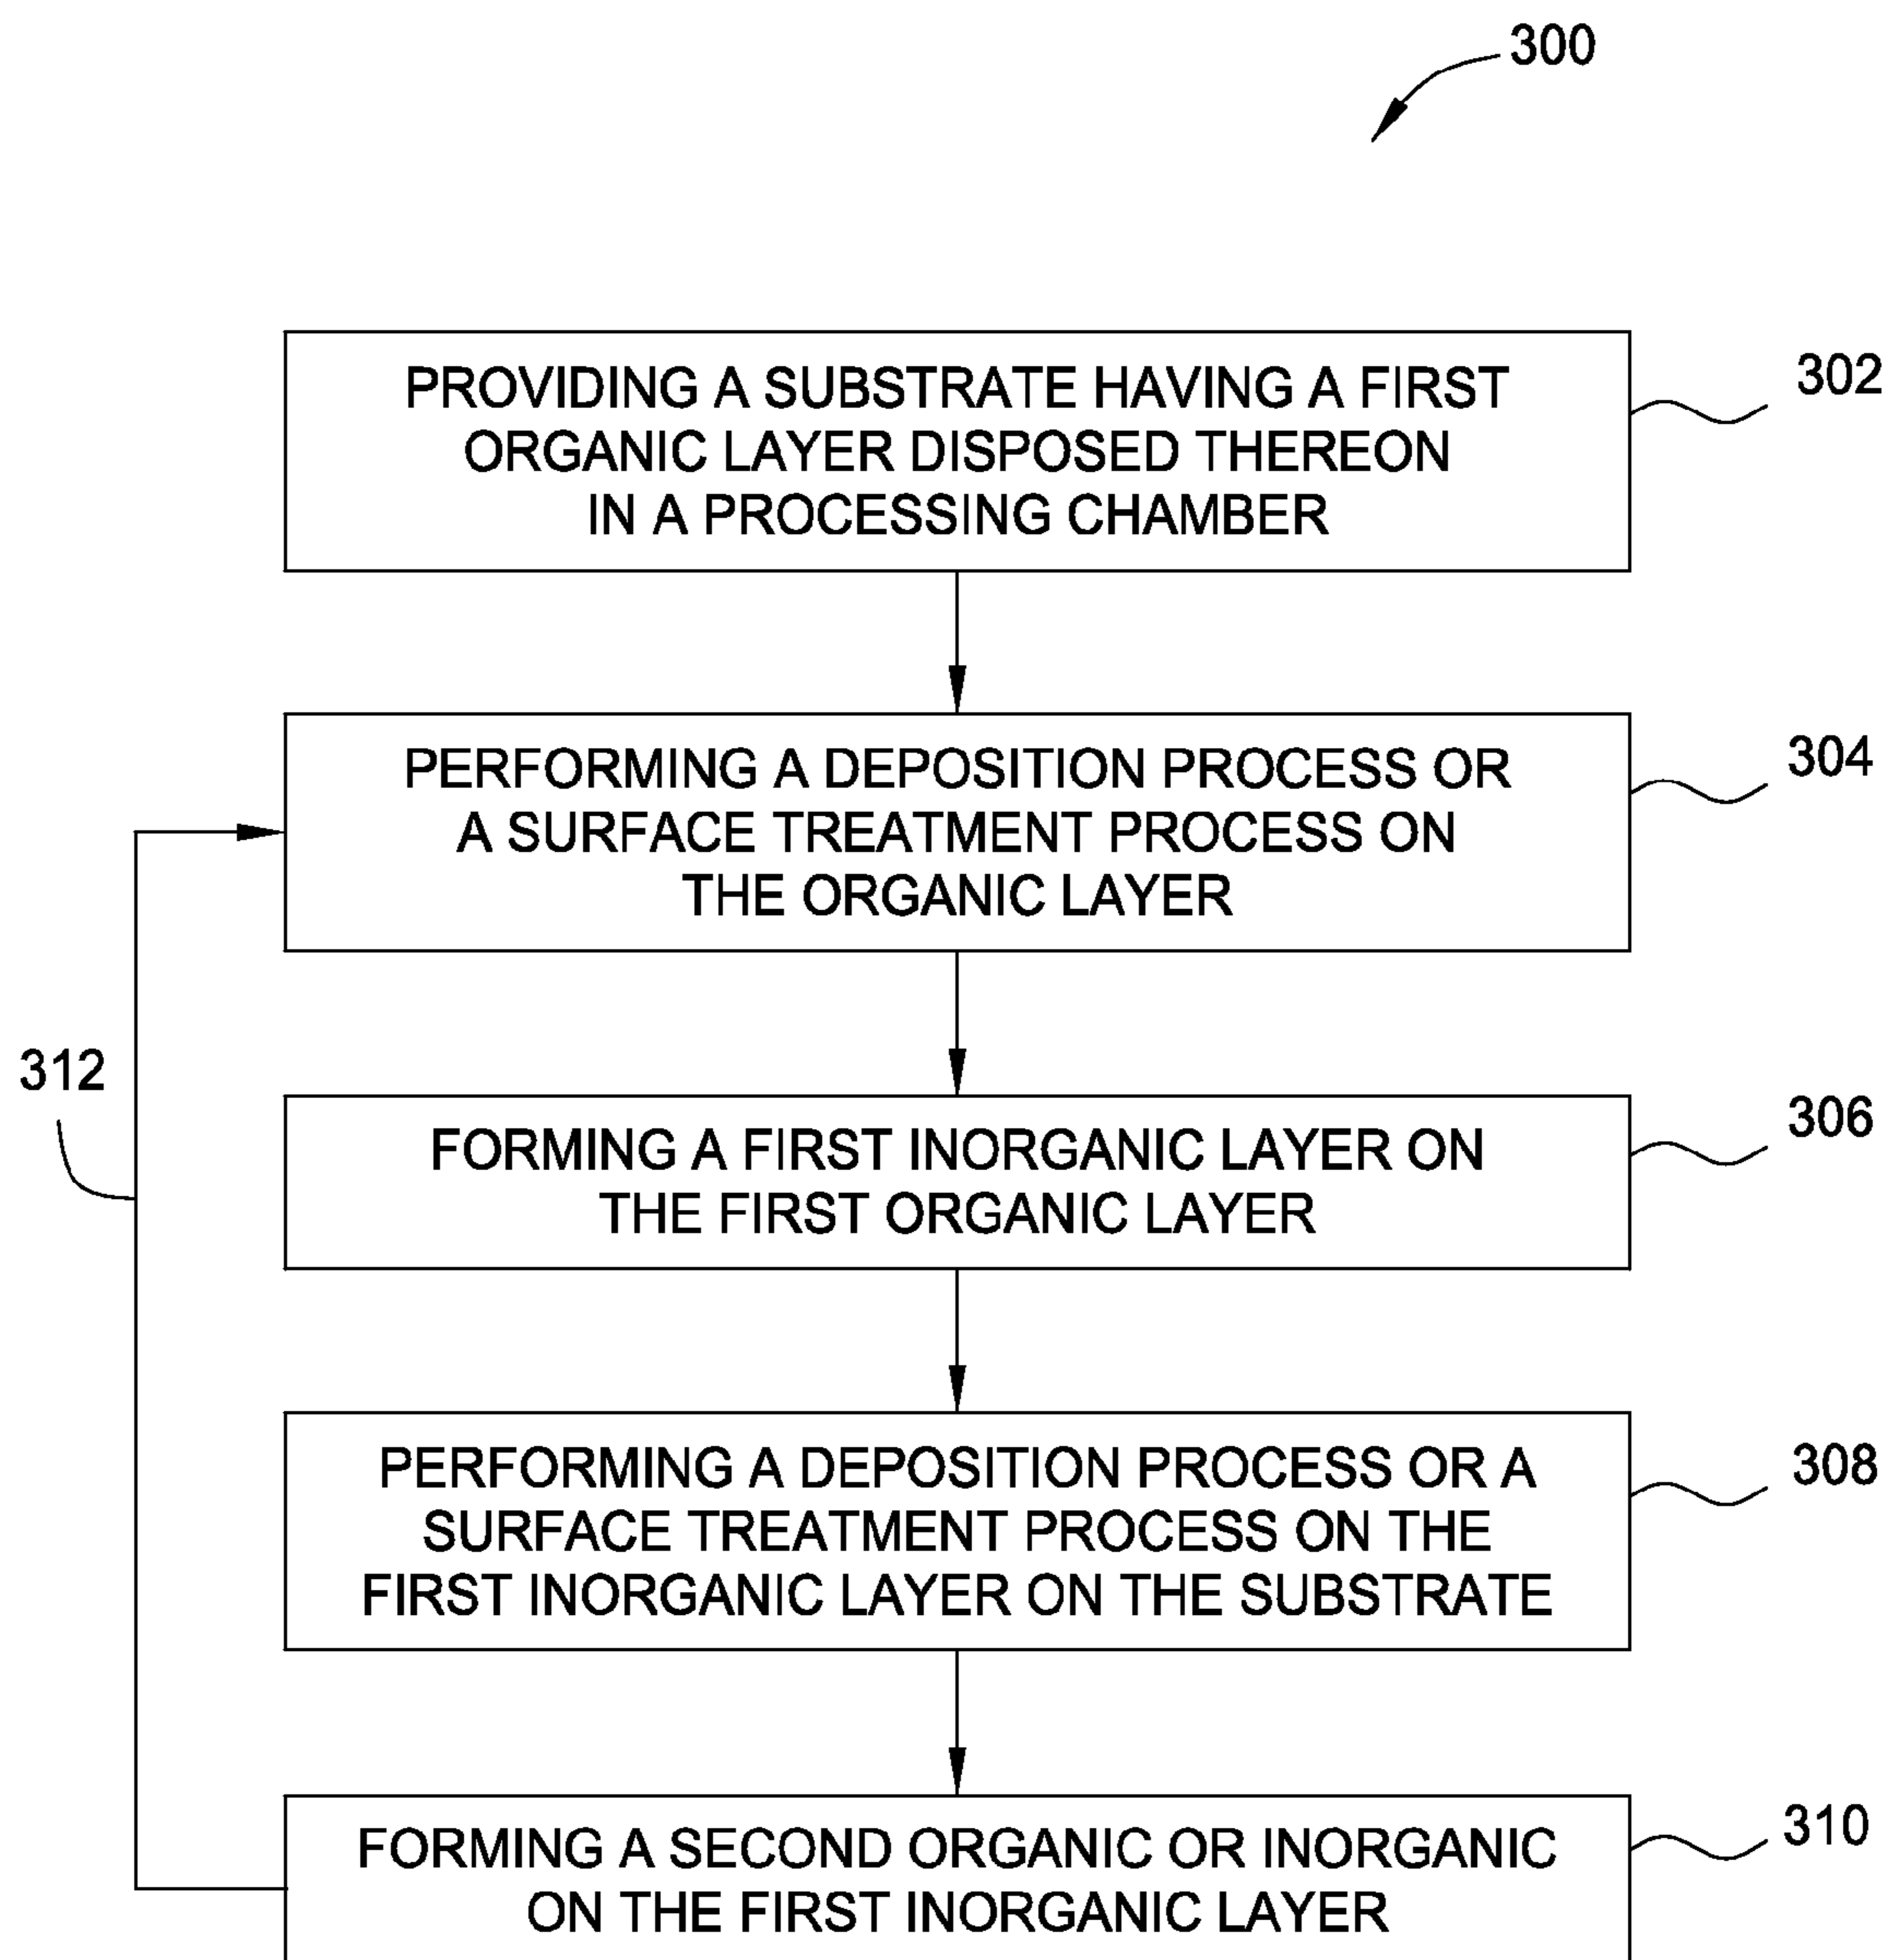 300
PROVIDING A SUBSTRATE HAVING A FIRST
ORGANIC LAYER DISPOSED THEREON
IN A PROCESSING CHAMBER
302
PERFORMING A DEPOSITION PROCESS OR
A SURFACE TREATMENT PROCESS ON
THE ORGANIC LAYER
304
312
FORMING A FIRST INORGANIC LAYER ON
THE FIRST ORGANIC LAYER
306
PERFORMING A DEPOSITION PROCESS OR A
SURFACE TREATMENT PROCESS ON THE
FIRST INORGANIC LAYER ON THE SUBSTRATE
308
FORMING A SECOND ORGANIC OR INORGANIC
ON THE FIRST INORGANIC LAYER
310